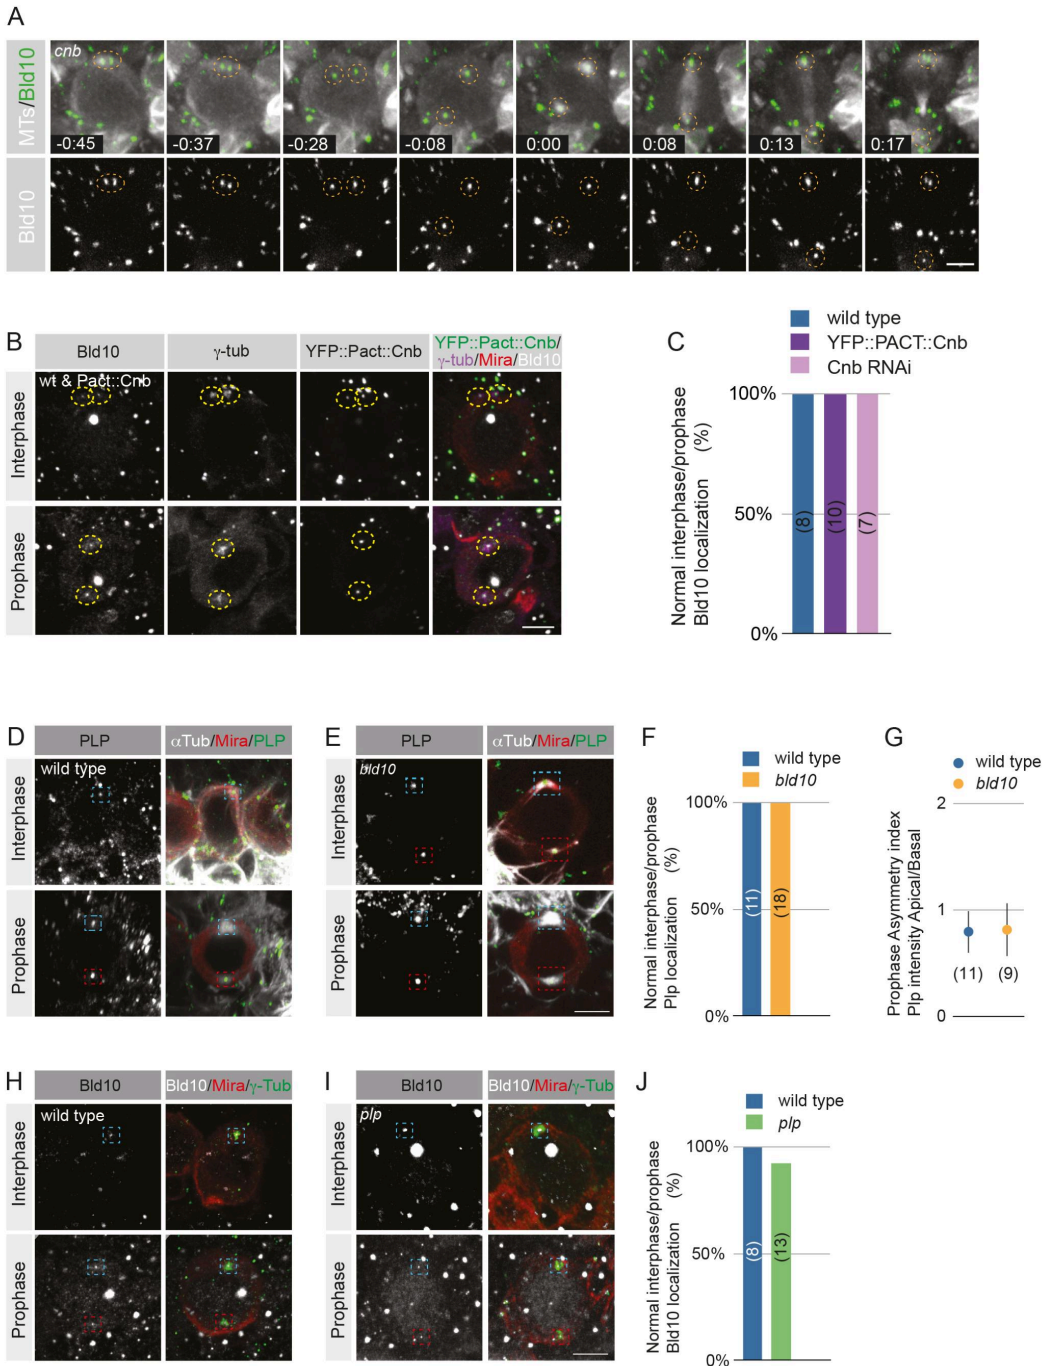 A
MTs/Bld10
cnb
-0:45
-0:37
-0:28
-0:08
0:00
0:08
0:13
0:17
Bld10
B
Bld10
γ-tub
YFP::Pact::Cnb
YFP::Pact::Cnb/
γ-tub/Mira/Bld10
Interphase
wt & Pact::Cnb
Prophase
C
wild type
YFP::PACT::Cnb
Cnb RNAi
Normal interphase/prophase
Bld10 localization (%)
100%
50%
0%
(8)
(10)
(7)
D
PLP
αTub/Mira/PLP
Interphase
wild type
Prophase
E
PLP
αTub/Mira/PLP
Interphase
bld10
Prophase
F
wild type
bld10
Normal interphase/prophase
Plp localization (%)
100%
50%
0%
(11)
(18)
G
wild type
bld10
Prophase Asymmetry index
Plp intensity Apical/Basal
2
1
0
(11)
(9)
H
Bld10
Bld10/Mira/γ-Tub
Interphase
wild type
Prophase
I
Bld10
Bld10/Mira/γ-Tub
Interphase
plp
Prophase
J
wild type
plp
Normal interphase/prophase
Bld10 localization (%)
100%
50%
0%
(8)
(13)